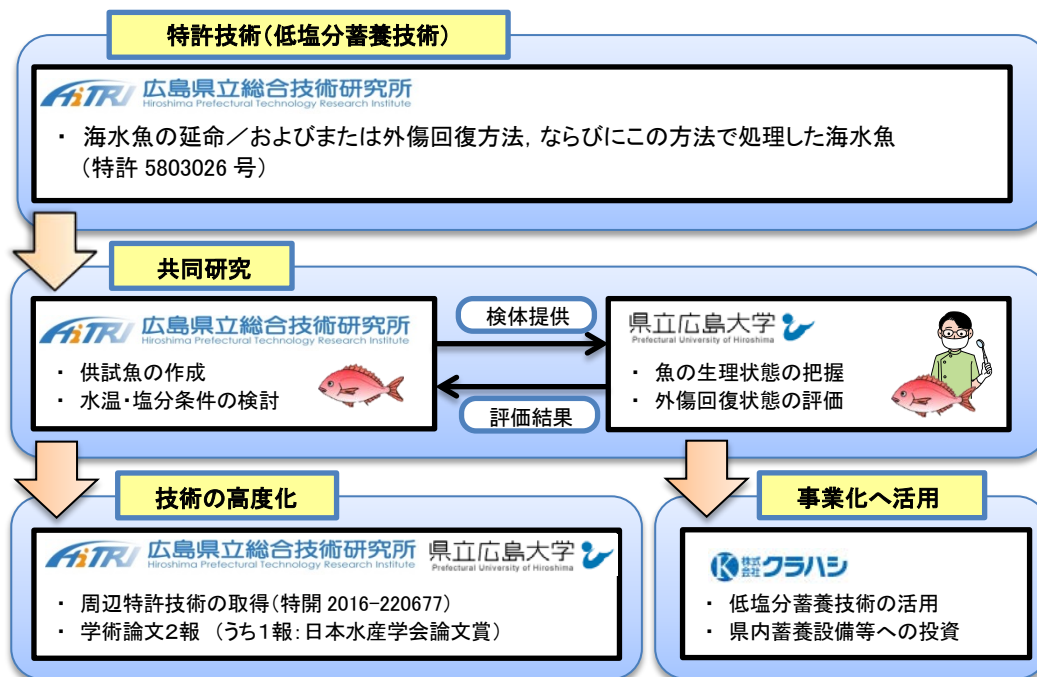 特許技術(低塩分蓄養技術)
HiTRI 広島県立総合技術研究所
Hiroshima Prefectural Technology Research Institute
・ 海水魚の延命／およびまたは外傷回復方法，ならびにこの方法で処理した海水魚
（特許 5803026 号）
共同研究
HiTRI 広島県立総合技術研究所
Hiroshima Prefectural Technology Research Institute
・ 供試魚の作成
・ 水温・塩分条件の検討
検体提供
評価結果
県立広島大学
Prefectural University of Hiroshima
・ 魚の生理状態の把握
・ 外傷回復状態の評価
技術の高度化
HiTRI 広島県立総合技術研究所 県立広島大学
Hiroshima Prefectural Technology Research Institute Prefectural University of Hiroshima
・ 周辺特許技術の取得(特開 2016-220677)
・ 学術論文２報 （うち１報：日本水産学会論文賞）
事業化へ活用
K 株式会社クラハシ
・ 低塩分蓄養技術の活用
・ 県内蓄養設備等への投資